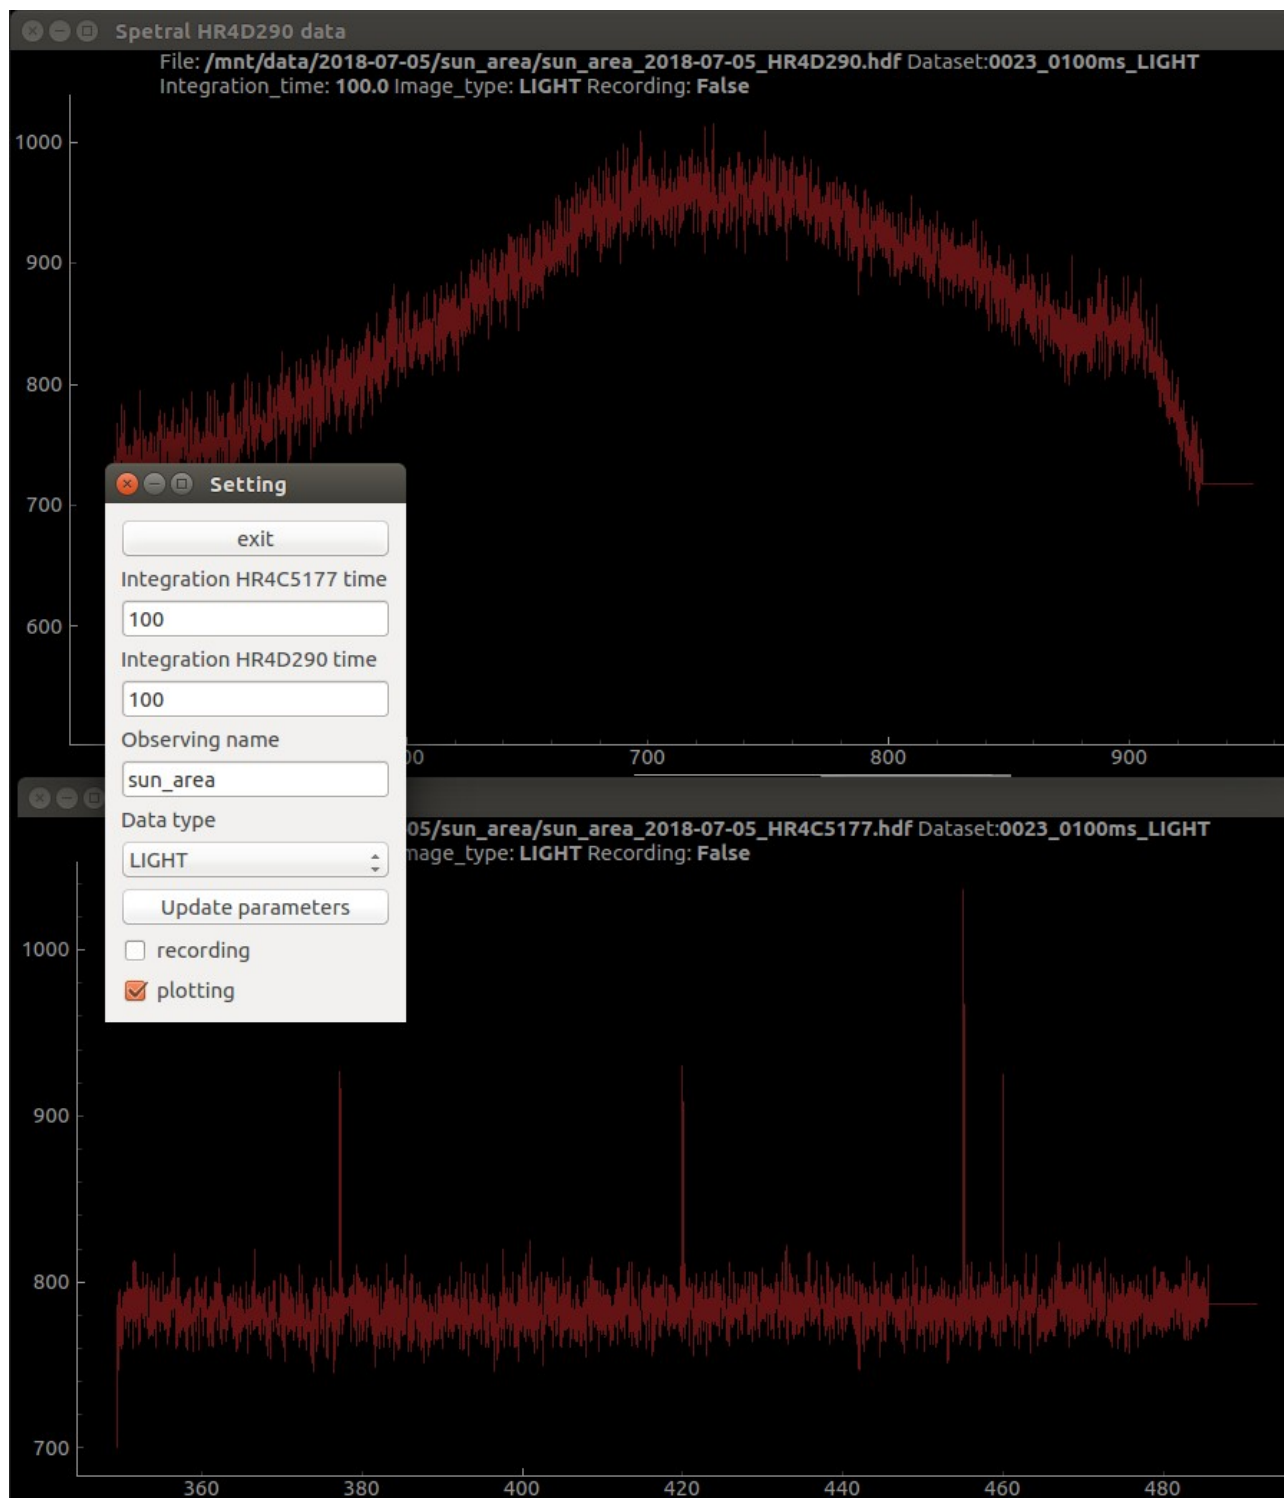 Spetral HR4D290 data
File: /mnt/data/2018-07-05/sun_area/sun_area_2018-07-05_HR4D290.hdf Dataset:0023_0100ms_LIGHT
Integration_time: 100.0 Image_type: LIGHT Recording: False
1000
900
800
700
600
00
700
800
900
Setting
exit
Integration HR4C5177 time
100
Integration HR4D290 time
100
Observing name
sun_area
Data type
LIGHT
Update parameters
recording
plotting
05/sun_area/sun_area_2018-07-05_HR4C5177.hdf Dataset:0023_0100ms_LIGHT
mage_type: LIGHT Recording: False
1000
900
800
700
360
380
400
420
440
460
480